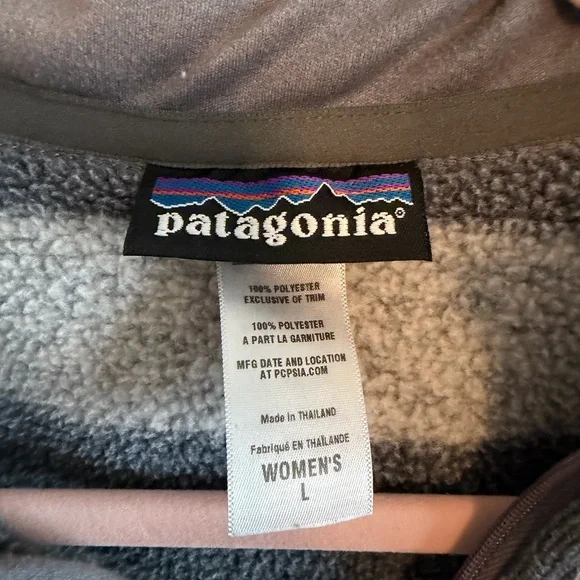 patagonia®
100% POLYESTER
EXCLUSIVE OF TRIM
100% POLYESTER
A PART LA GARNITURE
MFG DATE AND LOCATION
AT PCPSIA.COM
Made in THAILAND
Fabriqué EN THAÏLANDE
WOMEN'S
L